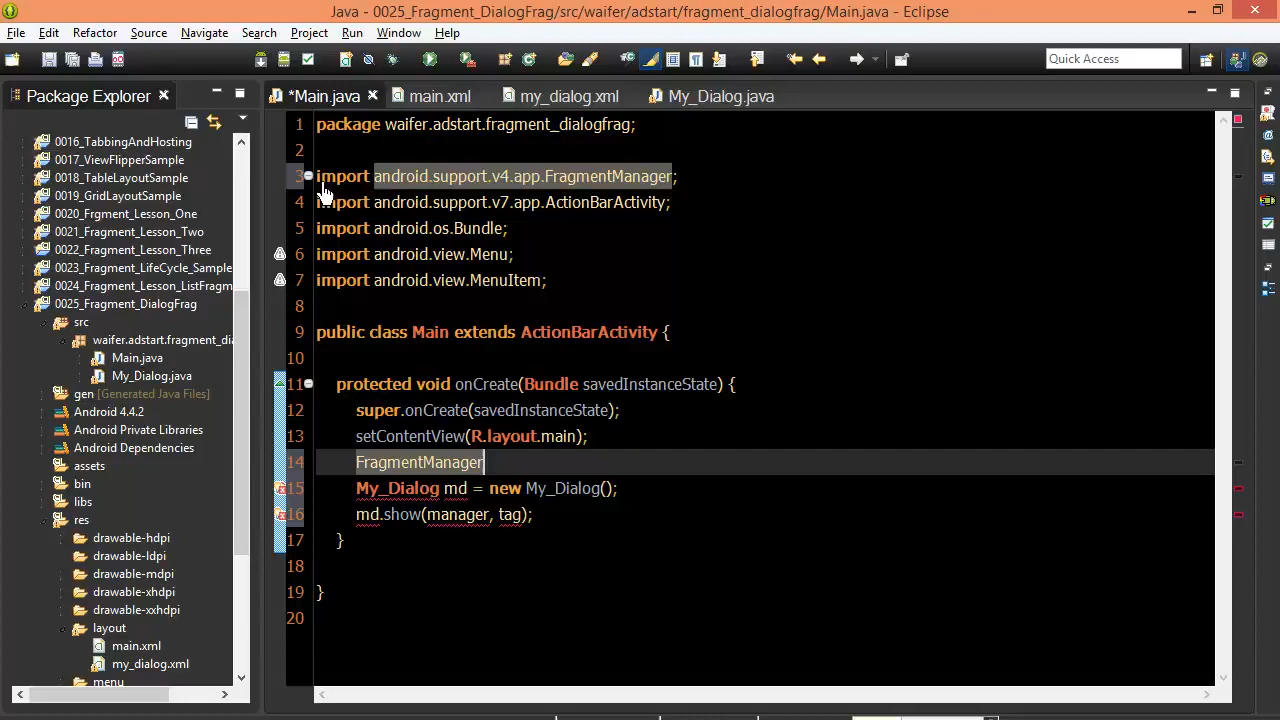 Java - 0025_Fragment_DialogFrag/src/waifer/adstart/fragment_dialogfrag/Main.java - Eclipse
File Edit Refactor Source Navigate Search Project Run Window Help
Quick Access
Package Explorer
*Main.java main.xml my_dialog.xml My_Dialog.java
0016_TabbingAndHosting
0017_ViewFlipperSample
0018_TableLayoutSample
0019_GridLayoutSample
0020_Frgment_Lesson_One
0021_Fragment_Lesson_Two
0022_Fragment_Lesson_Three
0023_Fragment_LifeCycle_Sample
0024_Fragment_Lesson_ListFragm
0025_Fragment_DialogFrag
src
waifer.adstart.fragment_di
Main.java
My_Dialog.java
gen [Generated Java Files]
Android 4.4.2
Android Private Libraries
Android Dependencies
assets
bin
libs
res
drawable-hdpi
drawable-ldpi
drawable-mdpi
drawable-xhdpi
drawable-xxhdpi
layout
main.xml
my_dialog.xml
menu
1 package waifer.adstart.fragment_dialogfrag;
2
3 import android.support.v4.app.FragmentManager;
4 import android.support.v7.app.ActionBarActivity;
5 import android.os.Bundle;
6 import android.view.Menu;
7 import android.view.MenuItem;
8
9 public class Main extends ActionBarActivity {
10
11 protected void onCreate(Bundle savedInstanceState) {
12 super.onCreate(savedInstanceState);
13 setContentView(R.layout.main);
14 FragmentManager
15 My_Dialog md = new My_Dialog();
16 md.show(manager, tag);
17 }
18
19 }
20